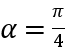 α = π/4